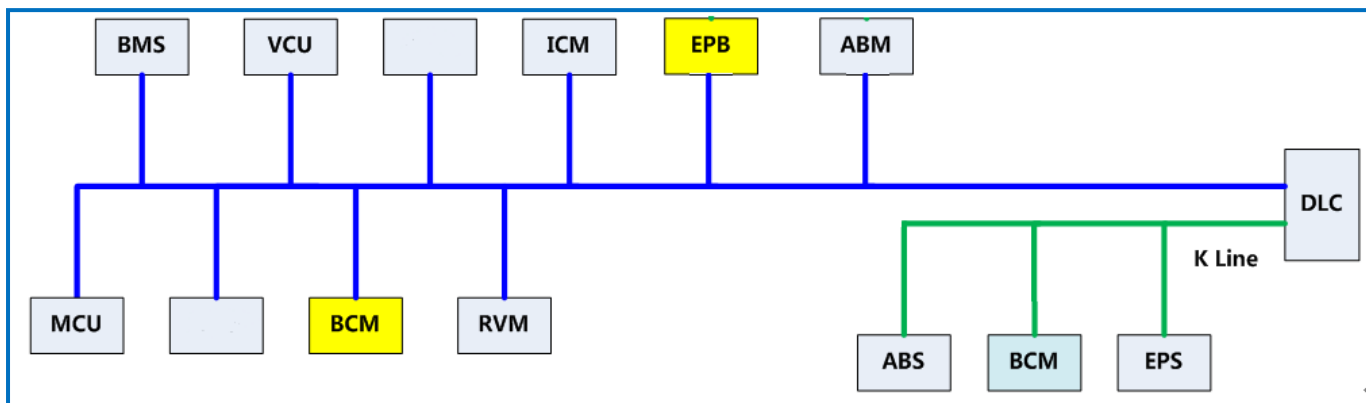 BMS
VCU
ICM
EPB
ABM
DLC
K Line
MCU
BCM
RVM
ABS
BCM
EPS